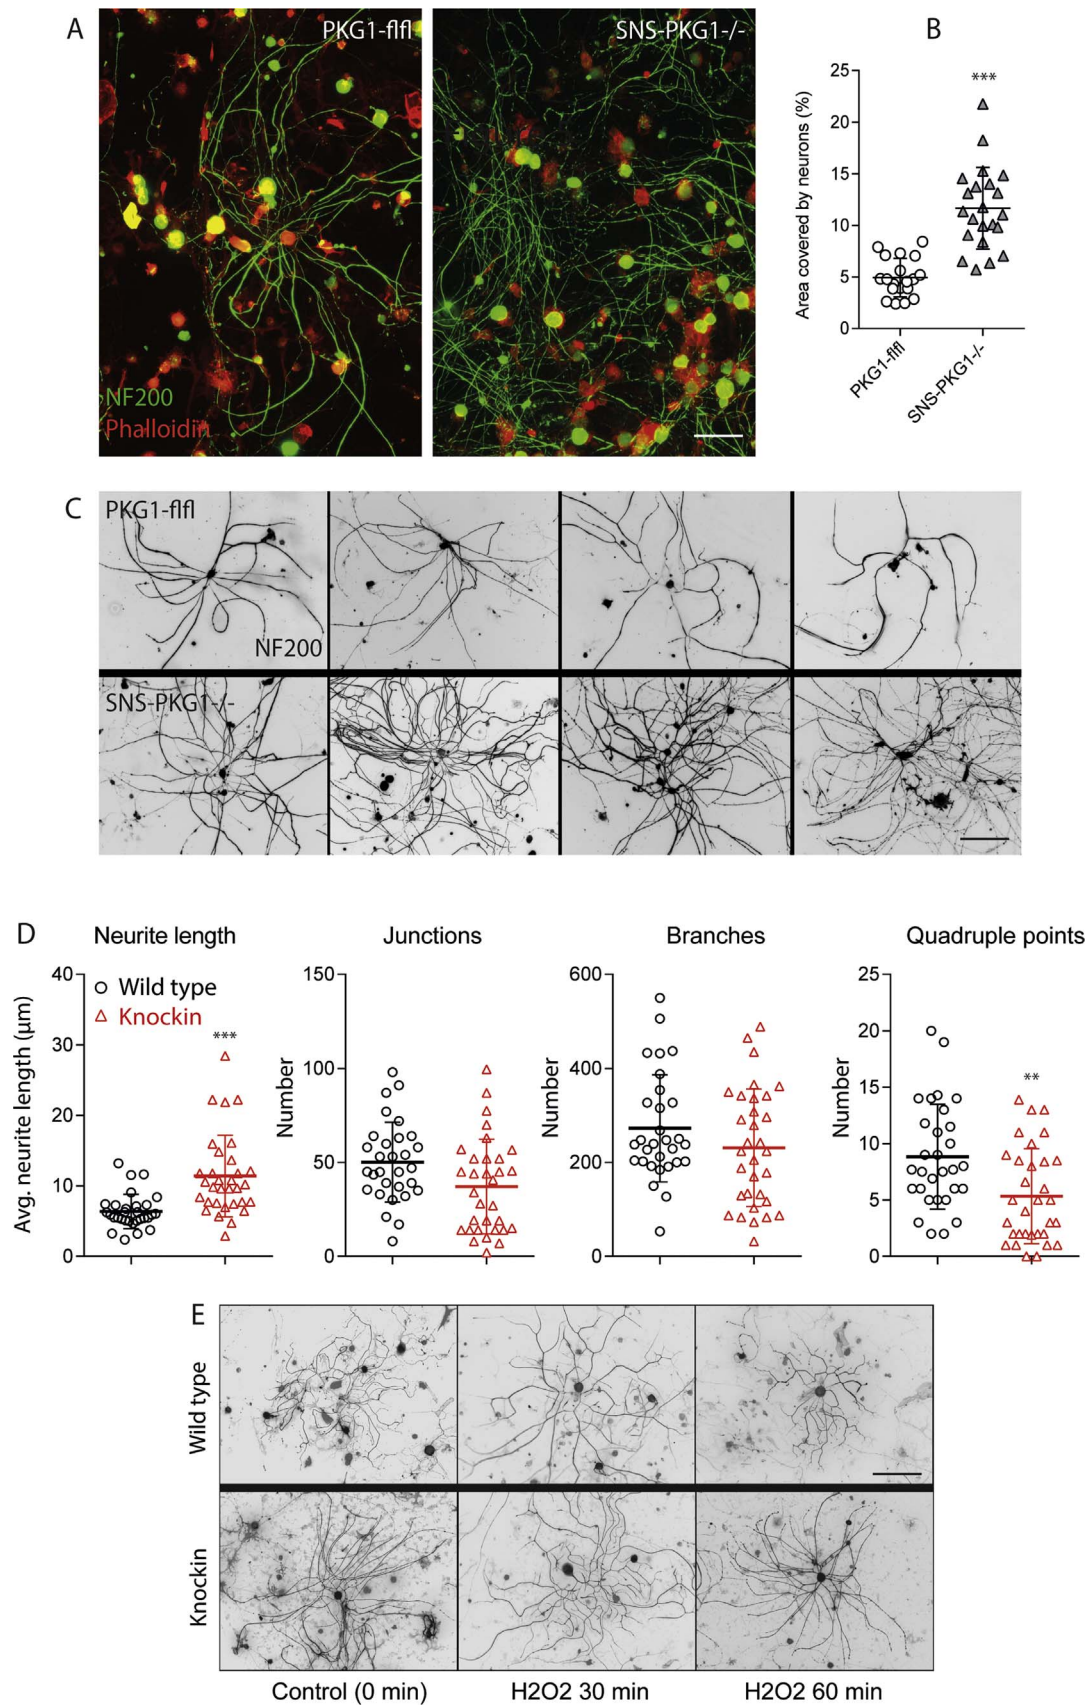 A
PKG1-flfl
SNS-PKG1-/-
NF200
Phalloidin
B
Area covered by neurons (%)
25
20
15
10
5
0
***
PKG1-flfl
SNS-PKG1-/-
C
PKG1-flfl
NF200
SNS-PKG1-/-
D
Neurite length
Avg. neurite length (µm)
40
30
20
10
0
Wild type
Knockin
***
Junctions
Number
150
100
50
0
Branches
Number
600
400
200
0
Quadruple points
Number
25
20
15
10
5
0
**
E
Wild type
Knockin
Control (0 min)
H2O2 30 min
H2O2 60 min